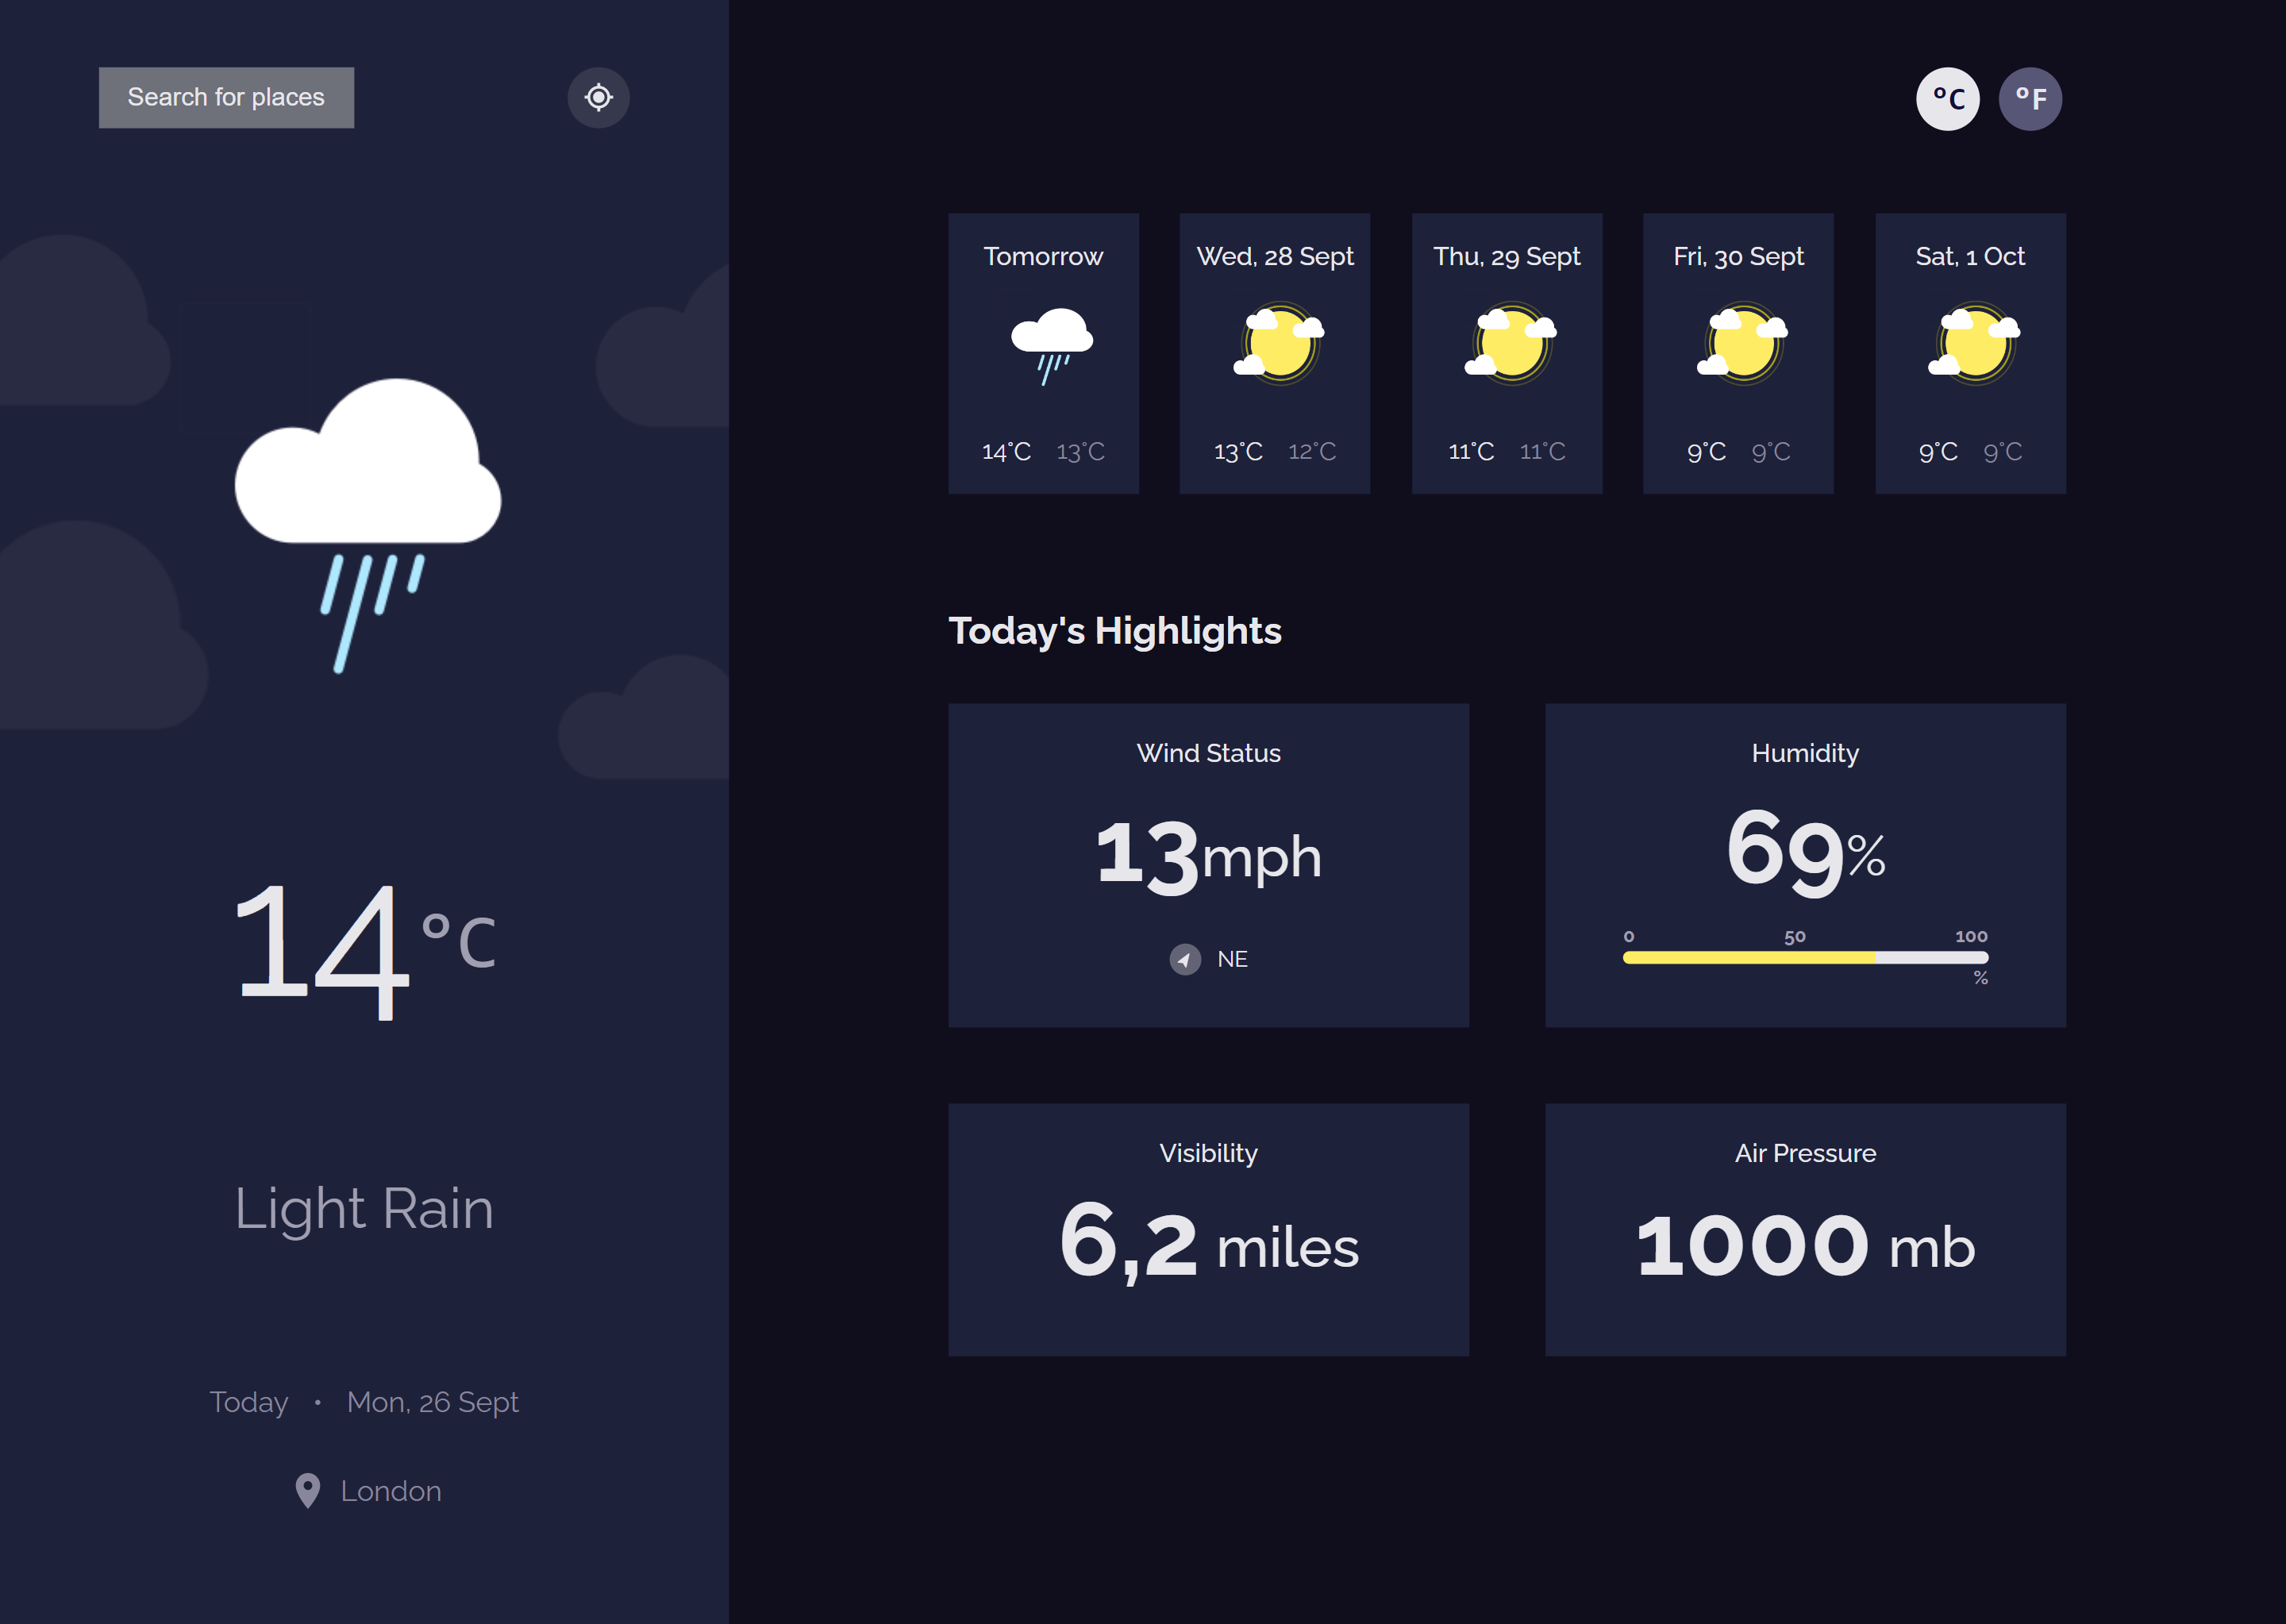 Search for places
14°C
Light Rain
Today • Mon, 26 Sept
London
°C °F
Tomorrow
14°C 13°C
Wed, 28 Sept
13°C 12°C
Thu, 29 Sept
11°C 11°C
Fri, 30 Sept
9°C 9°C
Sat, 1 Oct
9°C 9°C
Today's Highlights
Wind Status
13mph
NE
Humidity
69%
0 50 100
%
Visibility
6,2 miles
Air Pressure
1000 mb